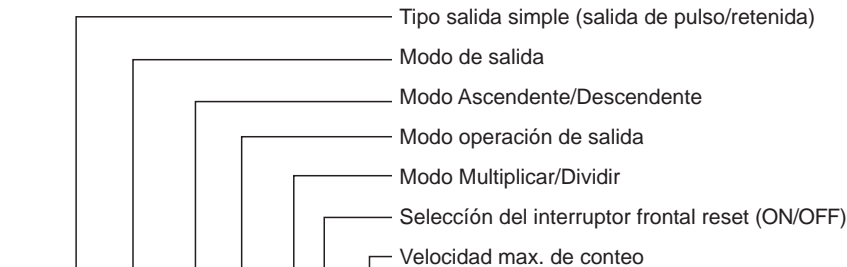 Tipo salida simple (salida de pulso/retenida)
Modo de salida
Modo Ascendente/Descendente
Modo operación de salida
Modo Multiplicar/Dividir
Seleccíón del interruptor frontal reset (ON/OFF)
Velocidad max. de conteo